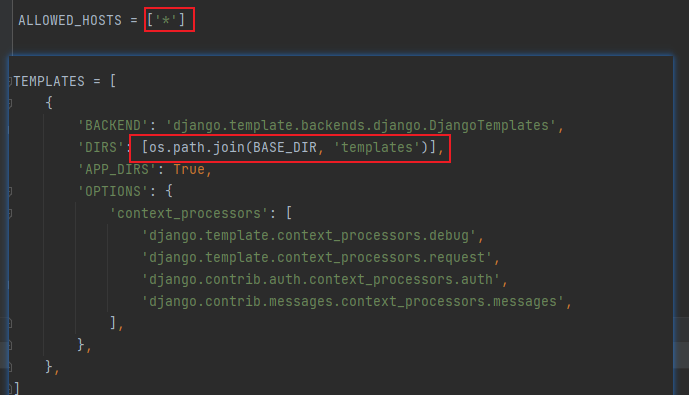 ALLOWED_HOSTS = ['*']
TEMPLATES = [
    {
        'BACKEND': 'django.template.backends.django.DjangoTemplates',
        'DIRS': [os.path.join(BASE_DIR, 'templates')],
        'APP_DIRS': True,
        'OPTIONS': {
            'context_processors': [
                'django.template.context_processors.debug',
                'django.template.context_processors.request',
                'django.contrib.auth.context_processors.auth',
                'django.contrib.messages.context_processors.messages',
            ],
        },
    },
]